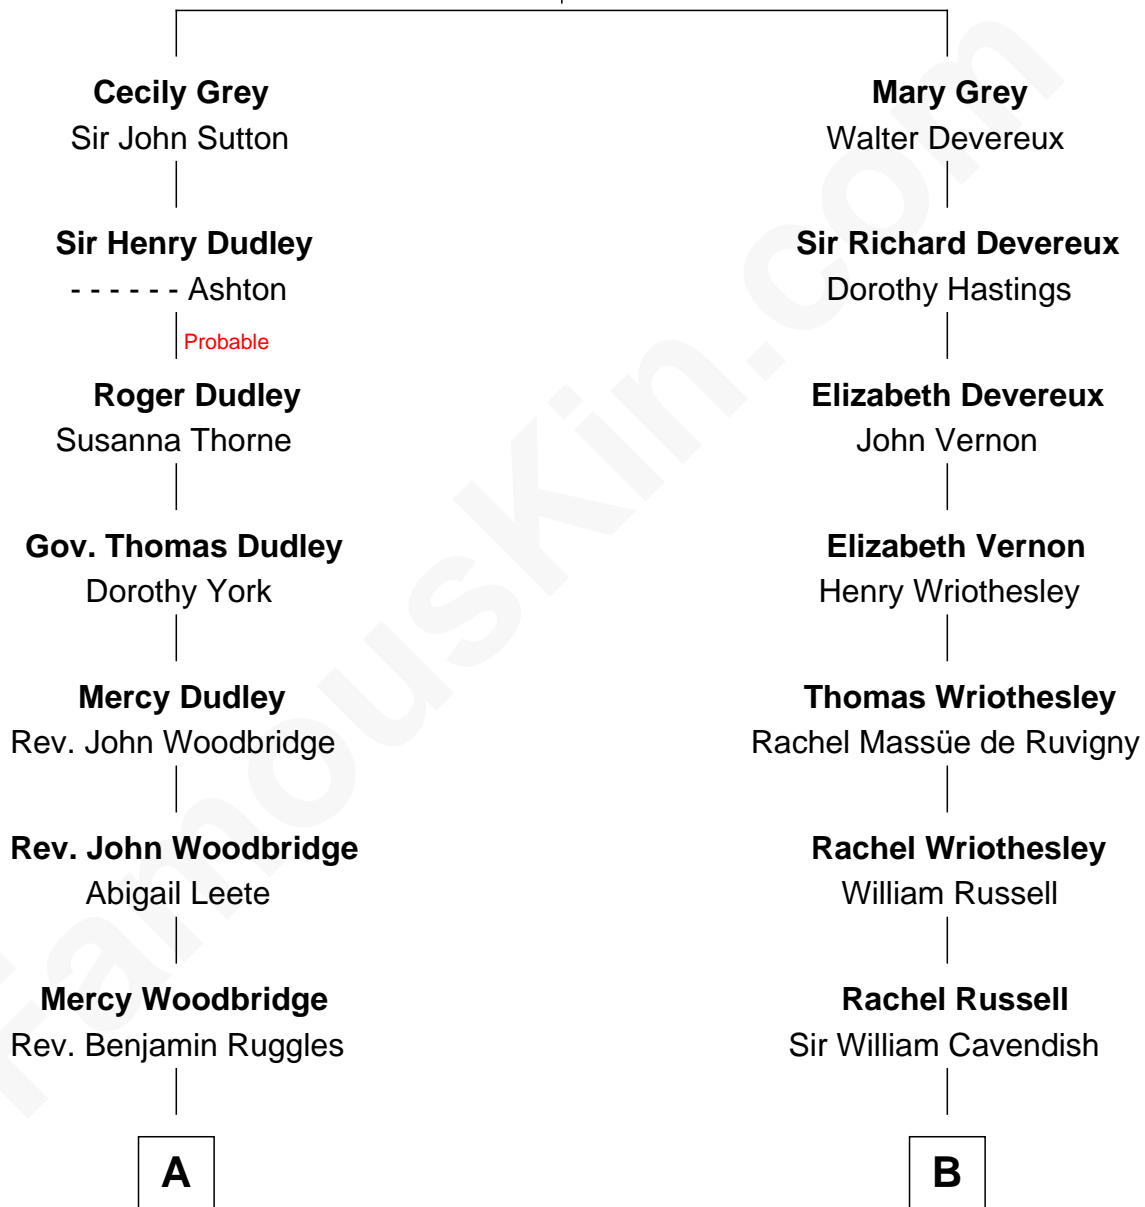 Cecily Grey
Sir John Sutton
Sir Henry Dudley
- - - - - - Ashton
Probable
Roger Dudley
Susanna Thorne
Gov. Thomas Dudley
Dorothy York
Mercy Dudley
Rev. John Woodbridge
Rev. John Woodbridge
Abigail Leete
Mercy Woodbridge
Rev. Benjamin Ruggles
A
Mary Grey
Walter Devereux
Sir Richard Devereux
Dorothy Hastings
Elizabeth Devereux
John Vernon
Elizabeth Vernon
Henry Wriothesley
Thomas Wriothesley
Rachel Massüe de Ruvigny
Rachel Wriothesley
William Russell
Rachel Russell
Sir William Cavendish
B
FamousKin.com